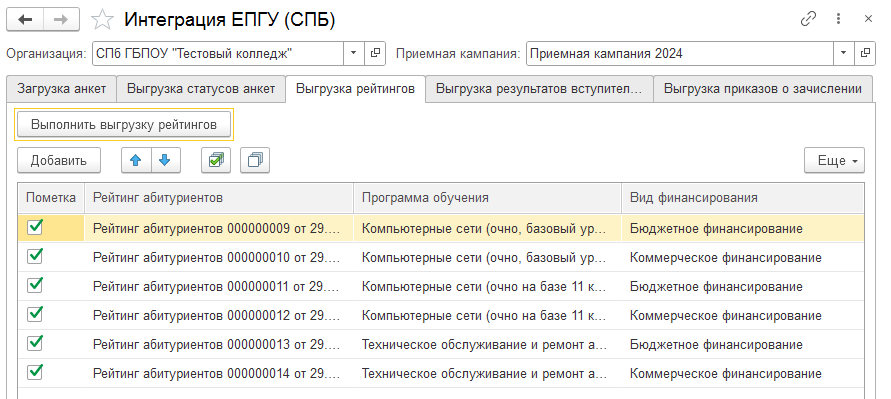 Интеграция ЕПГУ (СПБ)
Организация: СПб ГБПОУ "Тестовый колледж" Приемная кампания: Приемная кампания 2024
Загрузка анкет Выгрузка статусов анкет Выгрузка рейтингов Выгрузка результатов вступител... Выгрузка приказов о зачислении
Выполнить выгрузку рейтингов
Добавить Еще
Пометка Рейтинг абитуриентов Программа обучения Вид финансирования
Рейтинг абитуриентов 000000009 от 29.... Компьютерные сети (очно, базовый ур... Бюджетное финансирование
Рейтинг абитуриентов 000000010 от 29.... Компьютерные сети (очно, базовый ур... Коммерческое финансирование
Рейтинг абитуриентов 000000011 от 29.... Компьютерные сети (очно на базе 11 к... Бюджетное финансирование
Рейтинг абитуриентов 000000012 от 29.... Компьютерные сети (очно на базе 11 к... Коммерческое финансирование
Рейтинг абитуриентов 000000013 от 29.... Техническое обслуживание и ремонт а... Бюджетное финансирование
Рейтинг абитуриентов 000000014 от 29.... Техническое обслуживание и ремонт а... Коммерческое финансирование